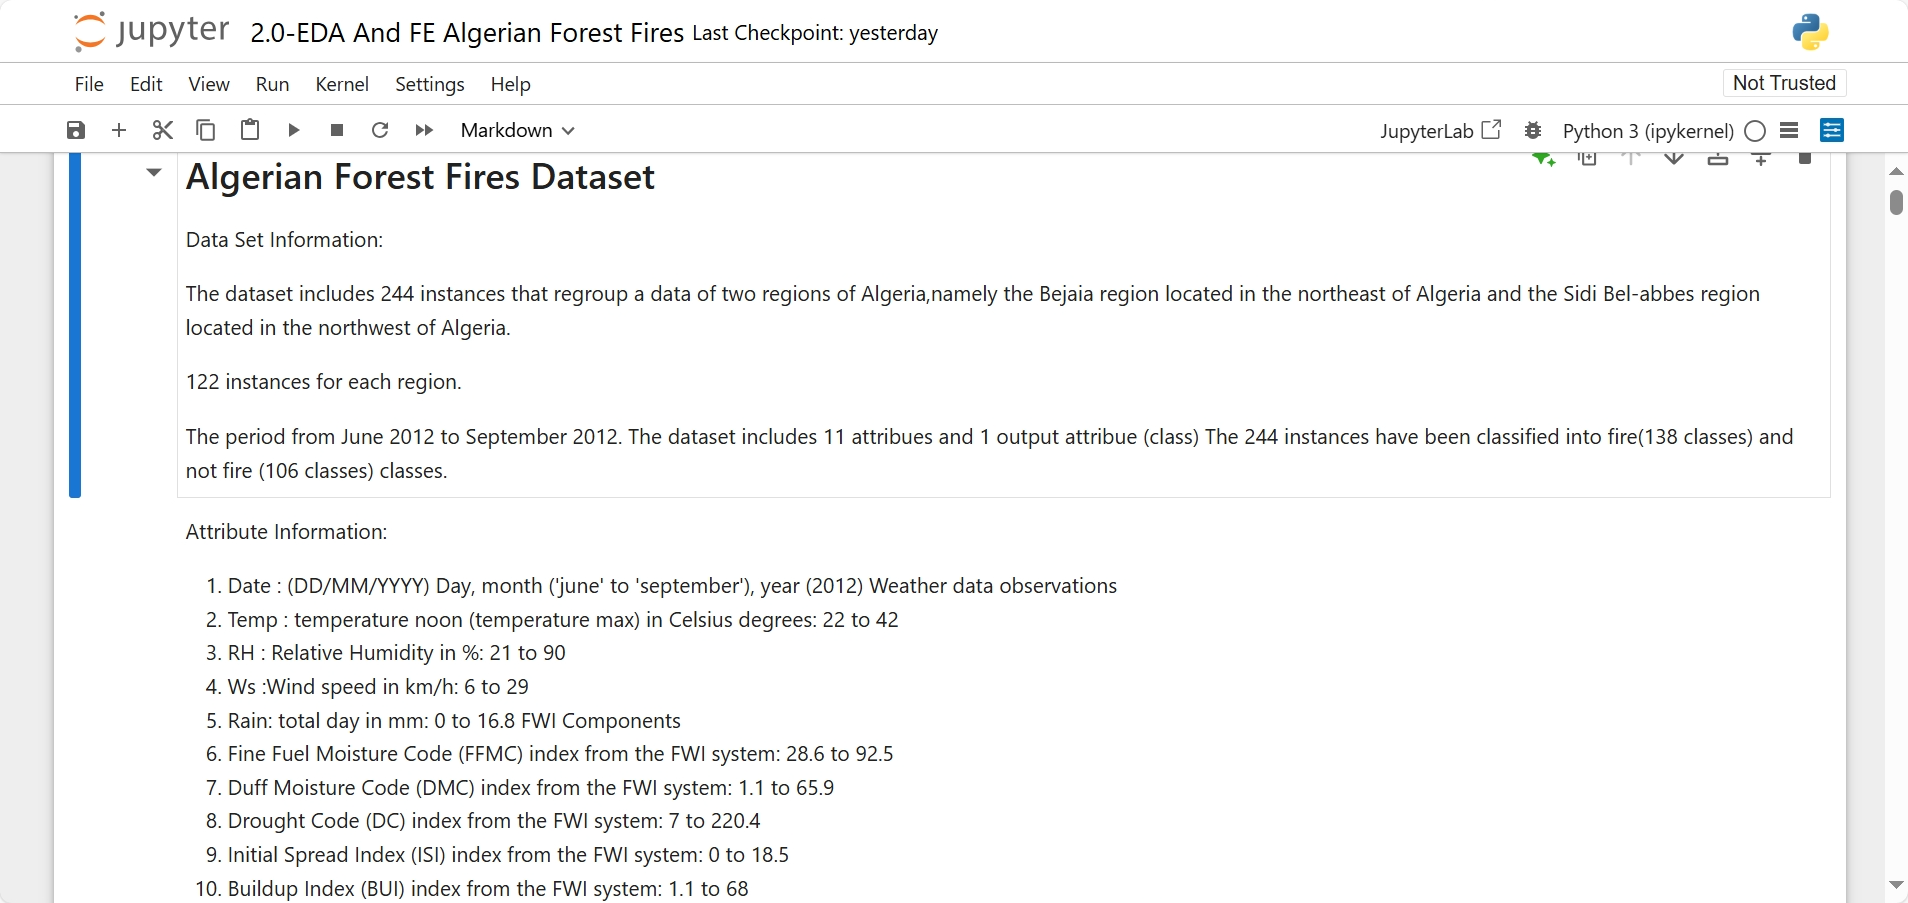 jupyter 2.0-EDA And FE Algerian Forest Fires Last Checkpoint: yesterday
File Edit View Run Kernel Settings Help Not Trusted
Markdown JupyterLab Python 3 (ipykernel)
Algerian Forest Fires Dataset
Data Set Information:
The dataset includes 244 instances that regroup a data of two regions of Algeria,namely the Bejaia region located in the northeast of Algeria and the Sidi Bel-abbes region
located in the northwest of Algeria.
122 instances for each region.
The period from June 2012 to September 2012. The dataset includes 11 attribues and 1 output attribue (class) The 244 instances have been classified into fire(138 classes) and
not fire (106 classes) classes.
Attribute Information:
1. Date : (DD/MM/YYYY) Day, month ('june' to 'september'), year (2012) Weather data observations
2. Temp : temperature noon (temperature max) in Celsius degrees: 22 to 42
3. RH : Relative Humidity in %: 21 to 90
4. Ws :Wind speed in km/h: 6 to 29
5. Rain: total day in mm: 0 to 16.8 FWI Components
6. Fine Fuel Moisture Code (FFMC) index from the FWI system: 28.6 to 92.5
7. Duff Moisture Code (DMC) index from the FWI system: 1.1 to 65.9
8. Drought Code (DC) index from the FWI system: 7 to 220.4
9. Initial Spread Index (ISI) index from the FWI system: 0 to 18.5
10. Buildup Index (BUI) index from the FWI system: 1.1 to 68